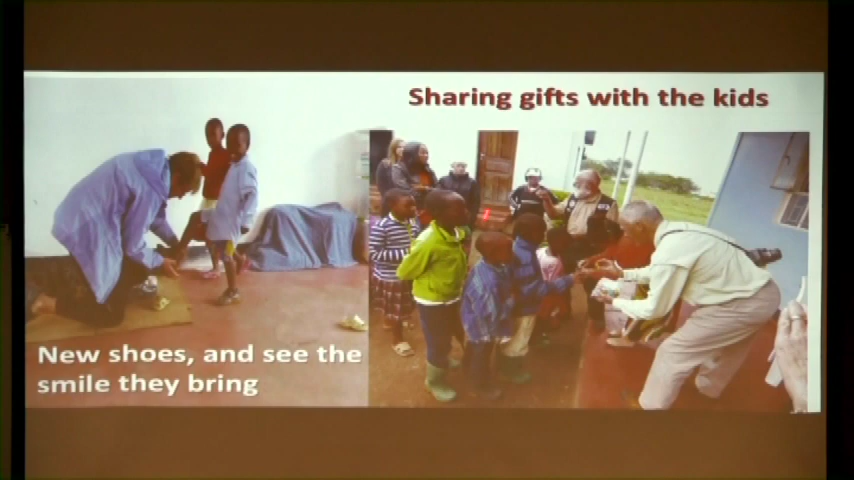 Sharing gifts with the kids
New shoes, and see the
smile they bring